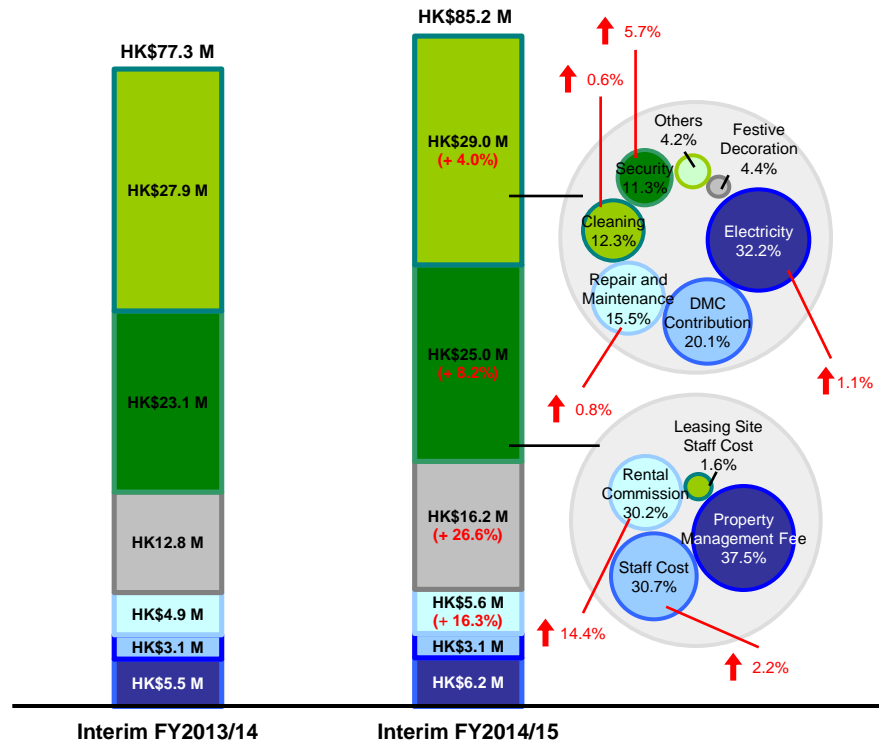 HK$77.3 M
HK$27.9 M
HK$23.1 M
HK12.8 M
HK$4.9 M
HK$3.1 M
HK$5.5 M
Interim FY2013/14
HK$85.2 M
HK$29.0 M
(+ 4.0%)
HK$25.0 M
(+ 8.2%)
HK$16.2 M
(+ 26.6%)
HK$5.6 M
(+ 16.3%)
HK$3.1 M
HK$6.2 M
Interim FY2014/15
5.7%
0.6%
Others
4.2%
Festive
Decoration
4.4%
Security
11.3%
Cleaning
12.3%
Electricity
32.2%
Repair and
Maintenance
15.5%
DMC
Contribution
20.1%
1.1%
0.8%
Leasing Site
Staff Cost
1.6%
Rental
Commission
30.2%
Property
Management Fee
37.5%
Staff Cost
30.7%
14.4%
2.2%